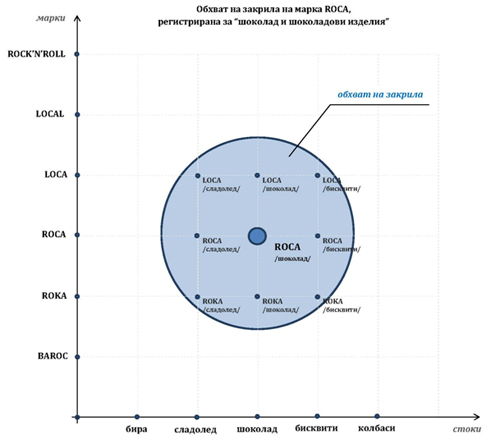 Обхват на закрила на марка ROCA,
регистрирана за “шоколад и шоколадови изделия”
марки
ROCK’N’ROLL
обхват на закрила
LOCAL
LOCA
LOCA
/сладолед/
LOCA
/шоколад/
LOCA
/бисквити/
ROCA
ROCA
/сладолед/
ROCA
/шоколад/
ROCA
/бисквити/
ROKA
ROKA
/сладолед/
ROKA
/шоколад/
ROKA
/бисквити/
BAROC
бира
сладолед
шоколад
бисквити
колбаси
стоки